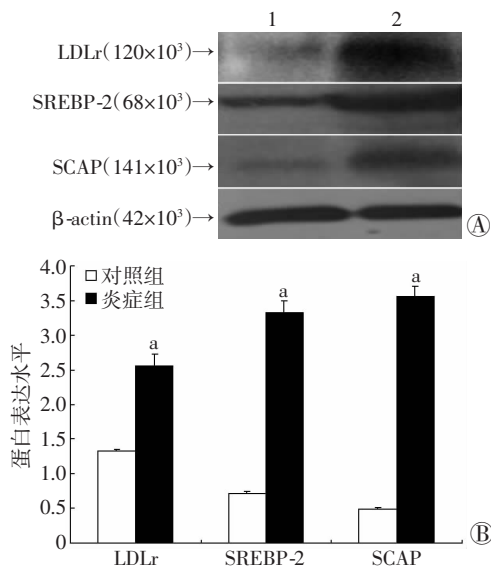 1 2
LDLr(120×10³)→
SREBP-2(68×10³)→
SCAP(141×10³)→
β-actin(42×10³)→
Ⓐ
4.0
3.5
3.0
2.5
2.0
1.5
1.0
0.5
0
蛋白表达水平
对照组
炎症组
a a a
LDLr SREBP-2 SCAP
Ⓑ